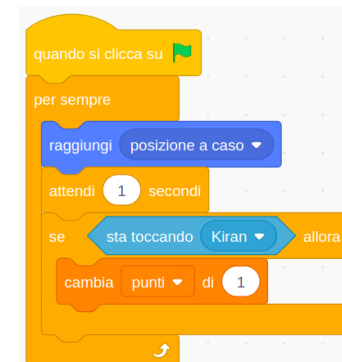 quando si clicca su
per sempre
raggiungi posizione a caso
attendi 1 secondi
se sta toccando Kiran allora
cambia punti di 1